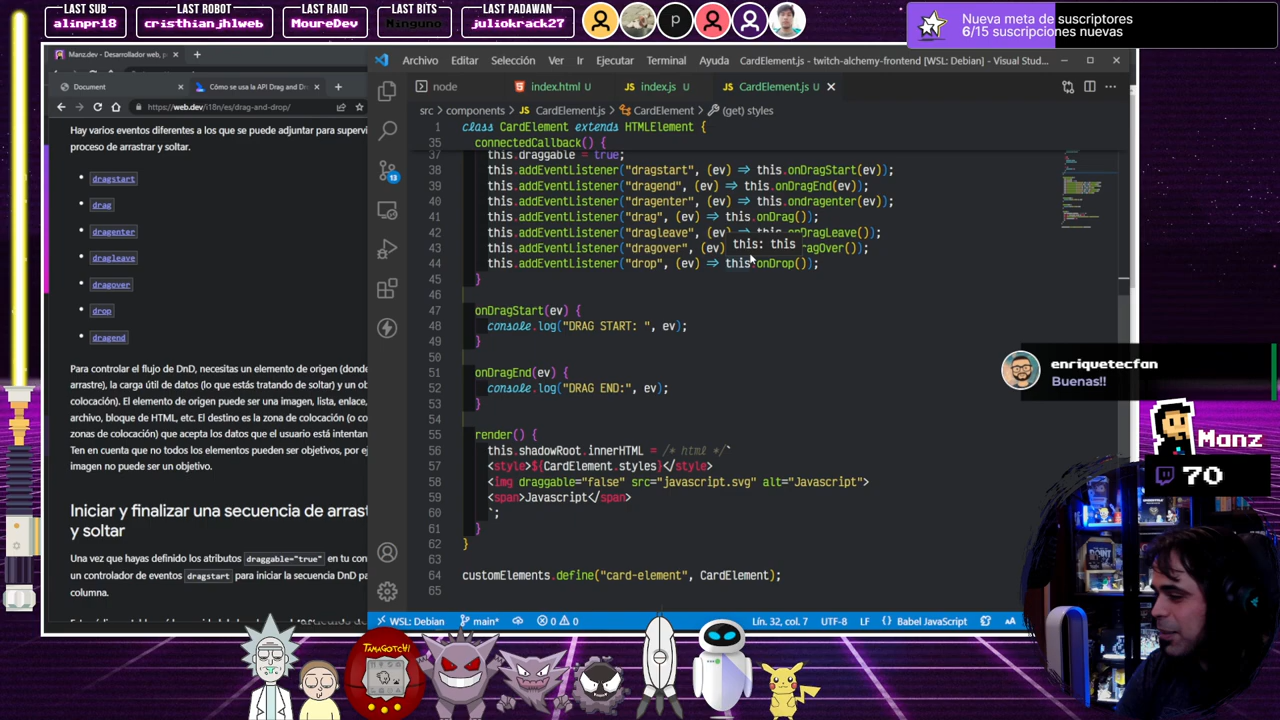 LAST SUB
alinpr18
LAST ROBOT
cristhianjhlweb
LAST RAID
MoureDev
LAST BITS
Ninguno
LAST PADAWAN
juliokrack27
p
Nueva meta de suscriptores
6/15 suscripciones nuevas
Manz.dev - Desarrollador web, p
Document
Cómo se usa la API Drag and D
https://web.dev/i18n/es/drag-and-drop/
Hay varios eventos diferentes a los que se puede adjuntar para supervi
proceso de arrastrar y soltar.
dragstart
drag
dragenter
dragleave
dragover
drop
dragend
Para controlar el flujo de DnD, necesitas un elemento de origen (dond
arrastre), la carga útil de datos (lo que estás tratando de soltar) y un ob
colocación). El elemento de origen puede ser una imagen, lista, enlace,
archivo, bloque de HTML, etc. El destino es la zona de colocación (o co
zonas de colocación) que acepta los datos que el usuario está intentan
Ten en cuenta que no todos los elementos pueden ser objetivos, por ej
imagen no puede ser un objetivo.
Iniciar y finalizar una secuencia de arrast
y soltar
Una vez que hayas definido los atributos draggable="true" en tu con
un controlador de eventos dragstart para iniciar la secuencia DnD pa
columna.
Archivo Editar Selección Ver Ir Ejecutar Terminal Ayuda CardElement.js - twitch-alchemy-frontend [WSL: Debian] - Visual Stud...
node
index.html U
index.js U
CardElement.js U
src > components > CardElement.js > CardElement > (get) styles
1 class CardElement extends HTMLElement {
35 connectedCallback() {
37 this.draggable = true;
38 this.addEventListener("dragstart", (ev) => this.onDragStart(ev));
39 this.addEventListener("dragend", (ev) => this.onDragEnd(ev));
40 this.addEventListener("dragenter", (ev) => this.ondragenter(ev));
41 this.addEventListener("drag", (ev) => this.onDrag());
42 this.addEventListener("dragleave", (ev) => this.onDragLeave());
43 this.addEventListener("dragover", (ev) ragOver());
this: this
44 this.addEventListener("drop", (ev) => this.onDrop());
45 }
46
47 onDragStart(ev) {
48 console.log("DRAG START: ", ev);
49 }
50
51 onDragEnd(ev) {
52 console.log("DRAG END:", ev);
53 }
54
55 render() {
56 this.shadowRoot.innerHTML = /* html */`
57 <style>${CardElement.styles}</style>
58 <img draggable="false" src="javascript.svg" alt="Javascript">
59 <span>Javascript</span>
60 `;
61 }
62 }
63
64 customElements.define("card-element", CardElement);
65
13
enriquetecfan
Buenas!!
Manz
70
WSL: Debian main* 0 0 Lín. 32, col. 7 UTF-8 LF {} Babel JavaScript
TAMAGOTCHI